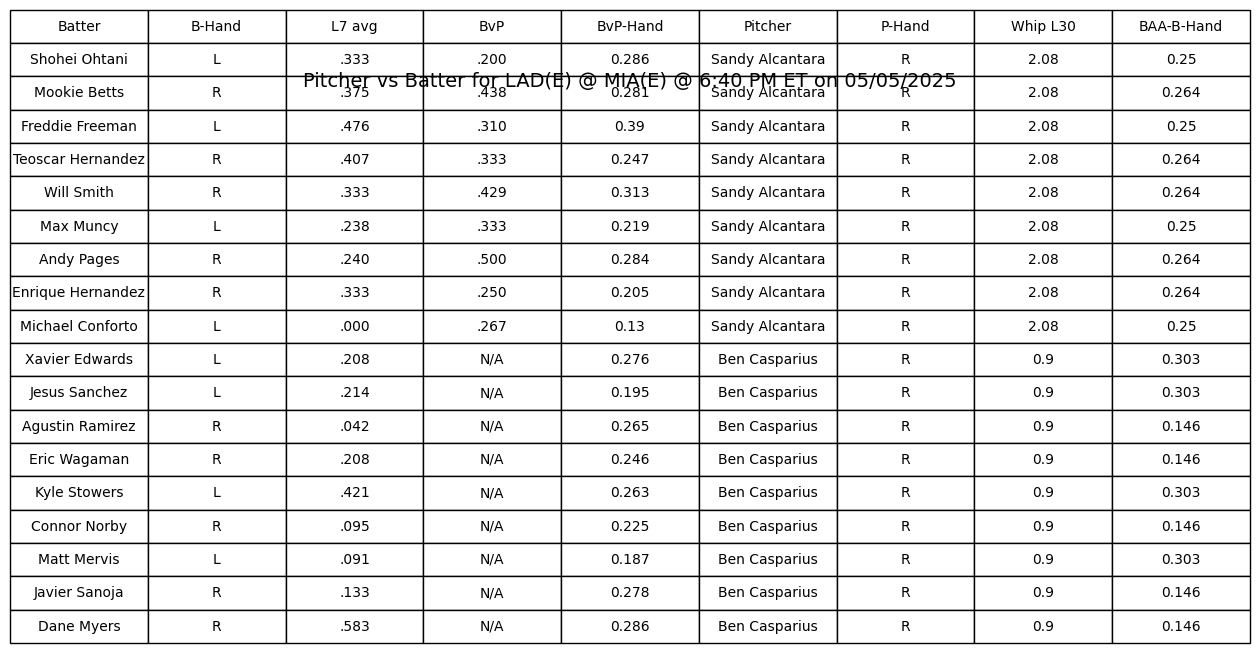 Batter B-Hand L7 avg BvP BvP-Hand Pitcher P-Hand Whip L30 BAA-B-Hand
Shohei Ohtani L .333 .200 0.286 Sandy Alcantara R 2.08 0.25
Pitcher vs Batter for LAD(E) @ MIA(E) @ 6:40 PM ET on 05/05/2025
Mookie Betts R .375 .438 0.281 Sandy Alcantara R 2.08 0.264
Freddie Freeman L .476 .310 0.39 Sandy Alcantara R 2.08 0.25
Teoscar Hernandez R .407 .333 0.247 Sandy Alcantara R 2.08 0.264
Will Smith R .333 .429 0.313 Sandy Alcantara R 2.08 0.264
Max Muncy L .238 .333 0.219 Sandy Alcantara R 2.08 0.25
Andy Pages R .240 .500 0.284 Sandy Alcantara R 2.08 0.264
Enrique Hernandez R .333 .250 0.205 Sandy Alcantara R 2.08 0.264
Michael Conforto L .000 .267 0.13 Sandy Alcantara R 2.08 0.25
Xavier Edwards L .208 N/A 0.276 Ben Casparius R 0.9 0.303
Jesus Sanchez L .214 N/A 0.195 Ben Casparius R 0.9 0.303
Agustin Ramirez R .042 N/A 0.265 Ben Casparius R 0.9 0.146
Eric Wagaman R .208 N/A 0.246 Ben Casparius R 0.9 0.146
Kyle Stowers L .421 N/A 0.263 Ben Casparius R 0.9 0.303
Connor Norby R .095 N/A 0.225 Ben Casparius R 0.9 0.146
Matt Mervis L .091 N/A 0.187 Ben Casparius R 0.9 0.303
Javier Sanoja R .133 N/A 0.278 Ben Casparius R 0.9 0.146
Dane Myers R .583 N/A 0.286 Ben Casparius R 0.9 0.146